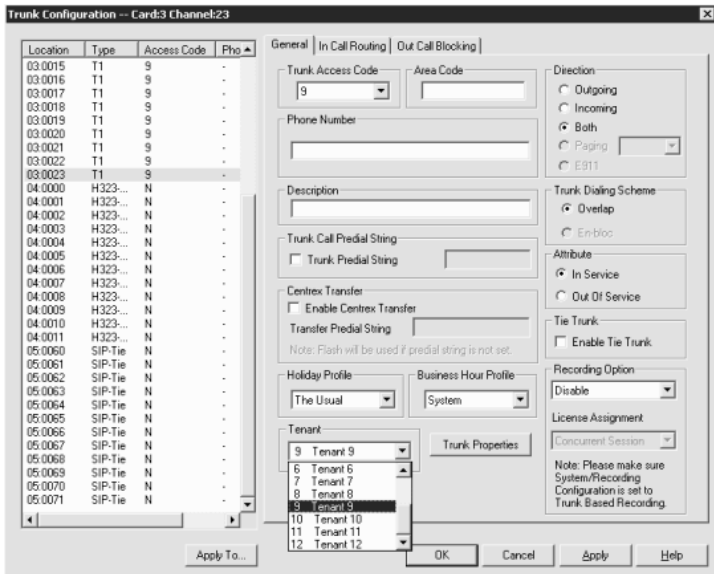 Trunk Configuration -- Card:3 Channel:23
Location Type Access Code Pho
03:0015 T1 9 -
03:0016 T1 9 -
03:0017 T1 9 -
03:0018 T1 9 -
03:0019 T1 9 -
03:0020 T1 9 -
03:0021 T1 9 -
03:0022 T1 9 -
03:0023 T1 9 -
04:0000 H323-... N -
04:0001 H323-... N -
04:0002 H323-... N -
04:0003 H323-... N -
04:0004 H323-... N -
04:0005 H323-... N -
04:0006 H323-... N -
04:0007 H323-... N -
04:0008 H323-... N -
04:0009 H323-... N -
04:0010 H323-... N -
04:0011 H323-... N -
05:0060 SIP-Tie N -
05:0061 SIP-Tie N -
05:0062 SIP-Tie N -
05:0063 SIP-Tie N -
05:0064 SIP-Tie N -
05:0065 SIP-Tie N -
05:0066 SIP-Tie N -
05:0067 SIP-Tie N -
05:0068 SIP-Tie N -
05:0069 SIP-Tie N -
05:0070 SIP-Tie N -
05:0071 SIP-Tie N -
Apply To...
General In Call Routing Out Call Blocking
Trunk Access Code
9
Area Code
Phone Number
Description
Trunk Call Predial String
Trunk Predial String
Centrex Transfer
Enable Centrex Transfer
Transfer Predial String
Note: Flash will be used if predial string is not set.
Holiday Profile
The Usual
Business Hour Profile
System
Tenant
9 Tenant 9
6 Tenant 6
7 Tenant 7
8 Tenant 8
9 Tenant 9
10 Tenant 10
11 Tenant 11
12 Tenant 12
Trunk Properties
Direction
Outgoing
Incoming
Both
Paging
E911
Trunk Dialing Scheme
Overlap
En-bloc
Attribute
In Service
Out Of Service
Tie Trunk
Enable Tie Trunk
Recording Option
Disable
License Assignment
Concurrent Session
Note: Please make sure
System/Recording
Configuration is set to
Trunk Based Recording.
OK Cancel Apply Help